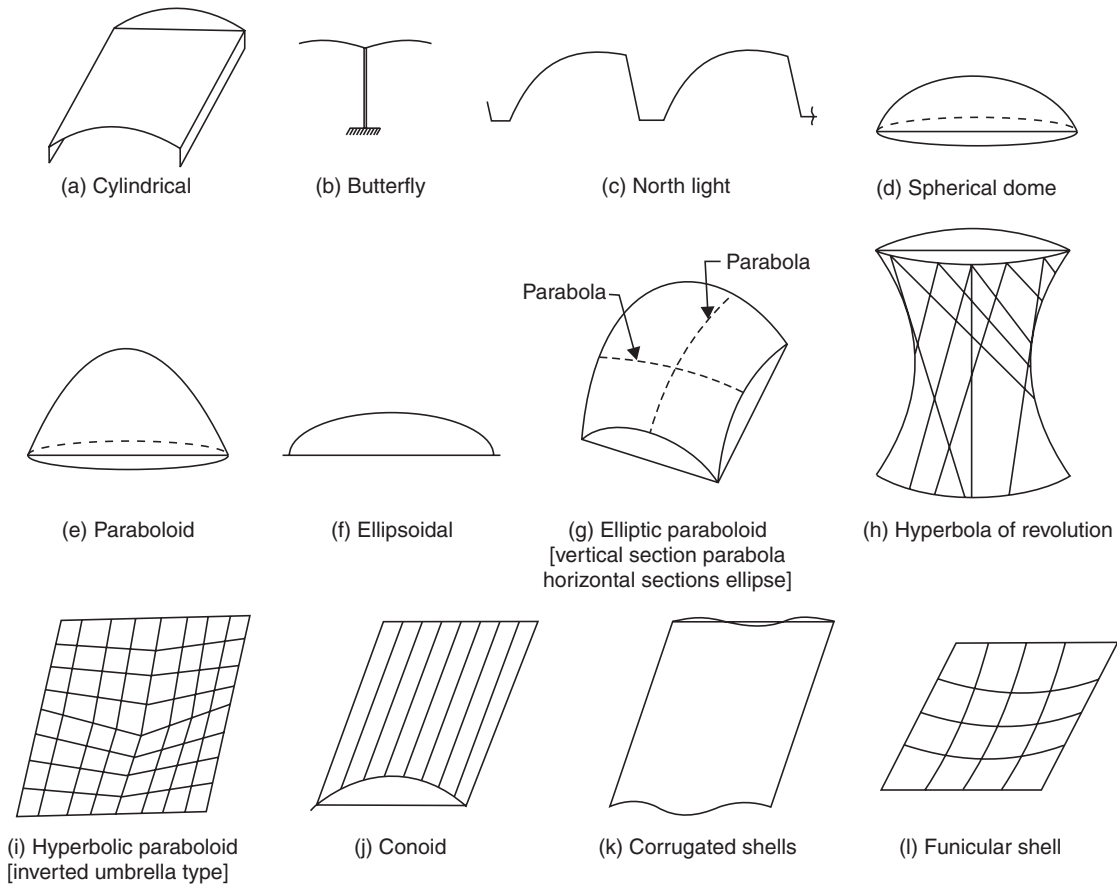 (a) Cylindrical
(b) Butterfly
(c) North light
(d) Spherical dome
Parabola
Parabola
(e) Paraboloid
(f) Ellipsoidal
(g) Elliptic paraboloid
[vertical section parabola
horizontal sections ellipse]
(h) Hyperbola of revolution
(i) Hyperbolic paraboloid
[inverted umbrella type]
(j) Conoid
(k) Corrugated shells
(l) Funicular shell